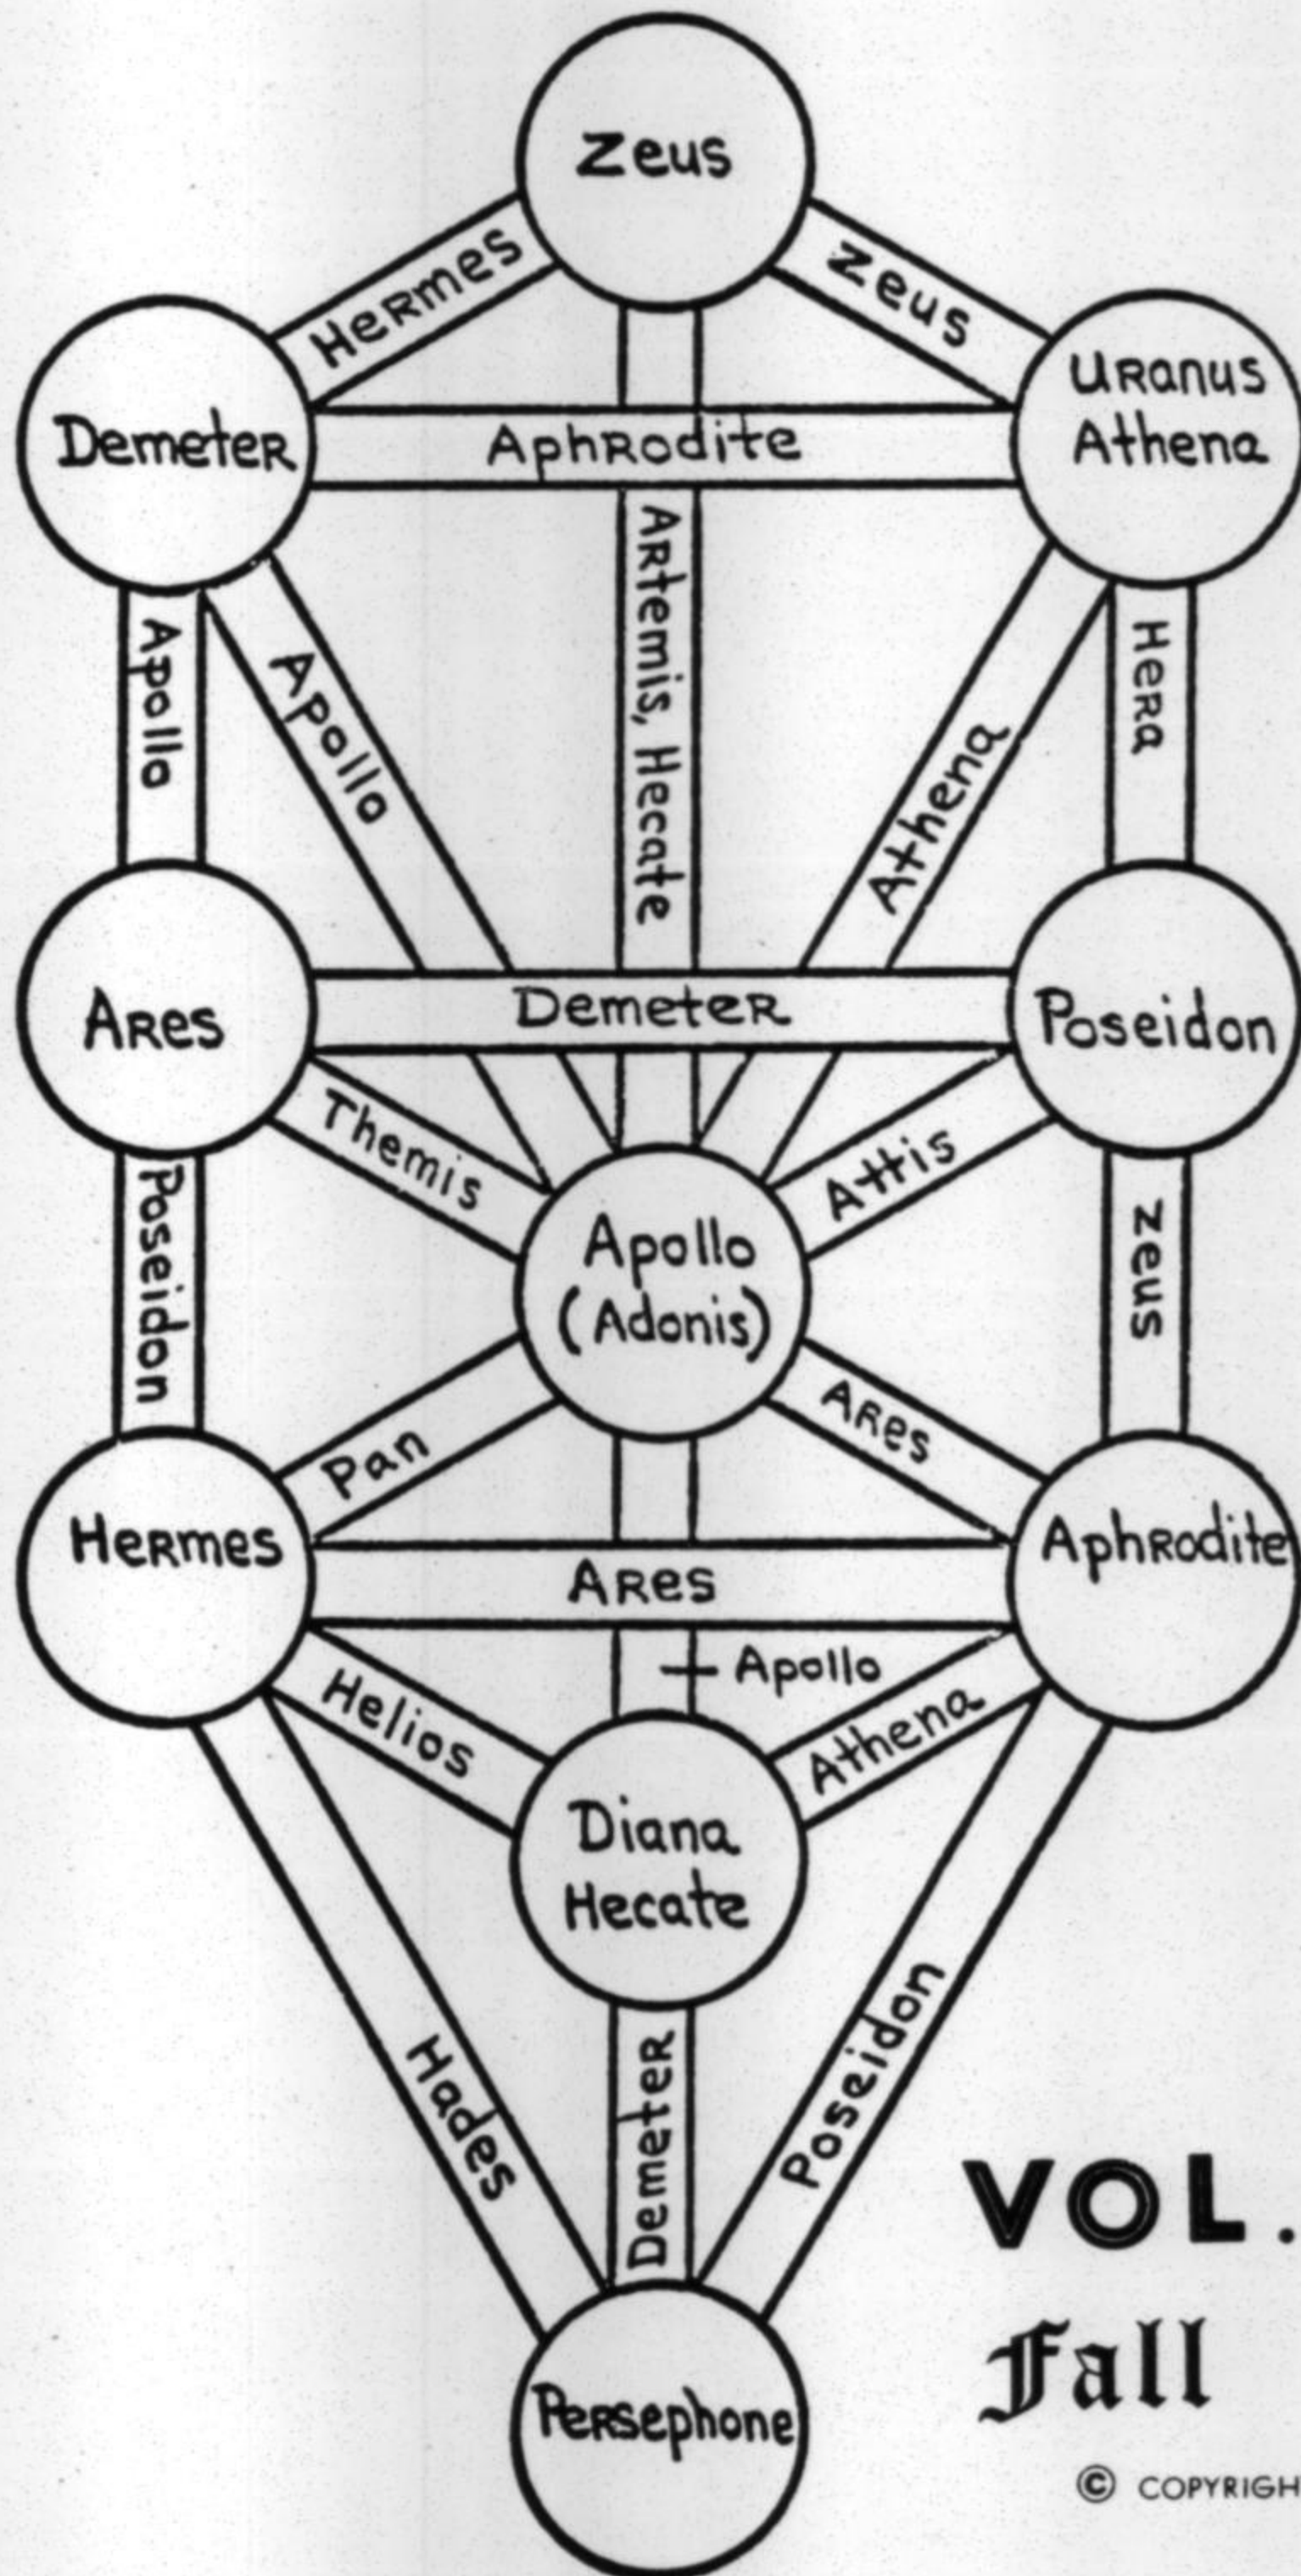 Zeus
Hermes
Zeus
Demeter
Uranus
Athena
Aphrodite
Artemis, Hecate
Apollo
Apollo
Athena
Hera
Ares
Demeter
Poseidon
Themis
Attis
Poseidon
Apollo
(Adonis)
Zeus
Pan
Ares
Hermes
Ares
Aphrodite
Apollo
Helios
Athena
Diana
Hecate
Hades
Demeter
Poseidon
Persephone
VOL.
Fall
© COPYRIGH